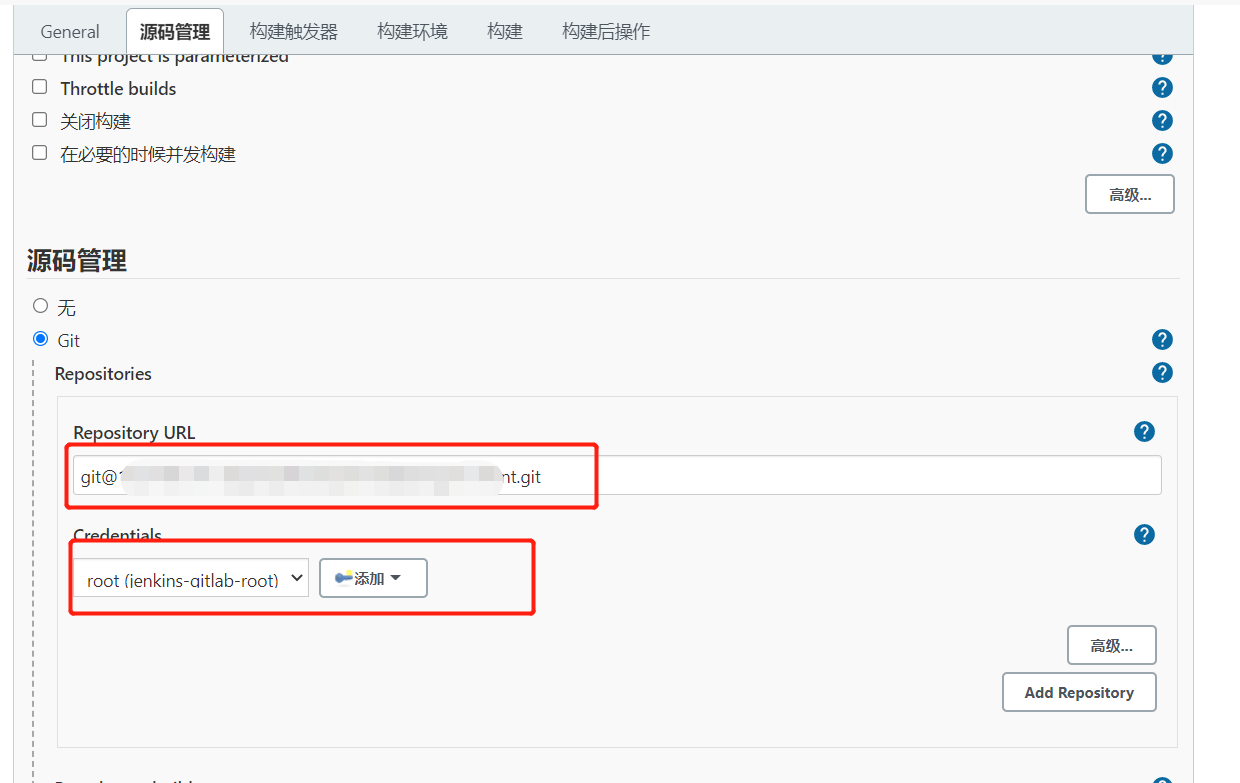 General 源码管理 构建触发器 构建环境 构建 构建后操作
This project is parameterized
Throttle builds
关闭构建
在必要的时候并发构建
高级...
源码管理
无
Git
Repositories
Repository URL
git@ nt.git
Credentials
root (jenkins-gitlab-root) 添加
高级...
Add Repository